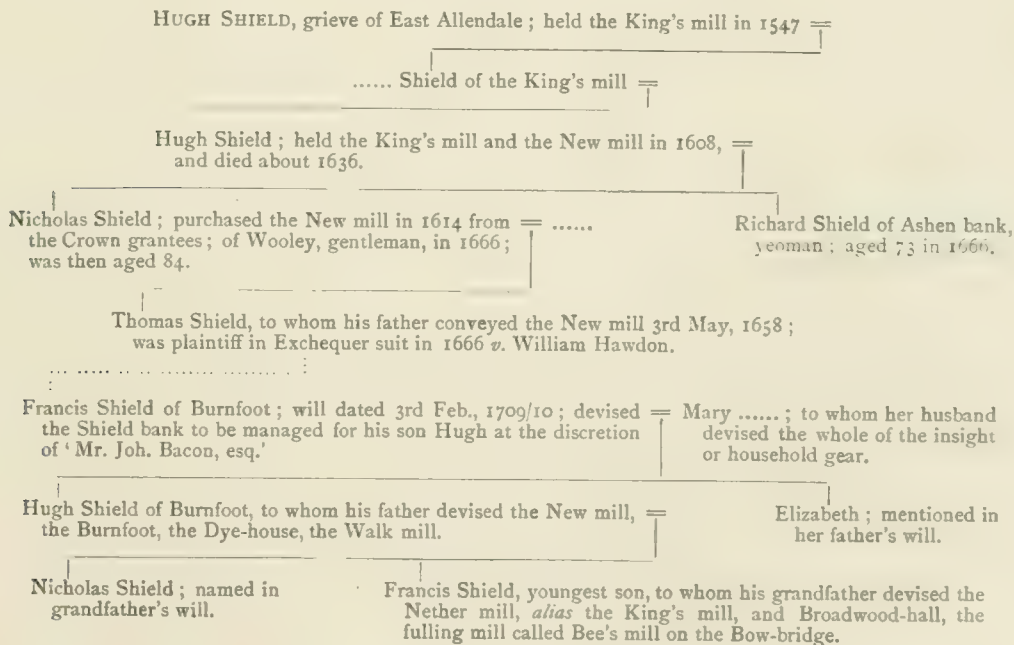 HUGH SHIELD, grieve of East Allendale ; held the King's mill in 1547 =
...... Shield of the King's mill =
Hugh Shield ; held the King's mill and the New mill in 1608, =
and died about 1636.
Nicholas Shield ; purchased the New mill in 1614 from = ......
the Crown grantees ; of Wooley, gentleman, in 1666 ;
was then aged 84.
Richard Shield of Ashen bank,
yeoman ; aged 73 in 1666.
Thomas Shield, to whom his father conveyed the New mill 3rd May, 1658 ;
was plaintiff in Exchequer suit in 1666 v. William Hawdon.
Francis Shield of Burnfoot ; will dated 3rd Feb., 1709/10 ; devised =
the Shield bank to be managed for his son Hugh at the discretion
of ' Mr. Joh. Bacon, esq.'
Mary ...... ; to whom her husband
devised the whole of the insight
or household gear.
Hugh Shield of Burnfoot, to whom his father devised the New mill, =
the Burnfoot, the Dye-house, the Walk mill.
Elizabeth ; mentioned in
her father's will.
Nicholas Shield ; named in
grandfather's will.
Francis Shield, youngest son, to whom his grandfather devised the
Nether mill, alias the King's mill, and Broadwood-hall, the
fulling mill called Bee's mill on the Bow-bridge.